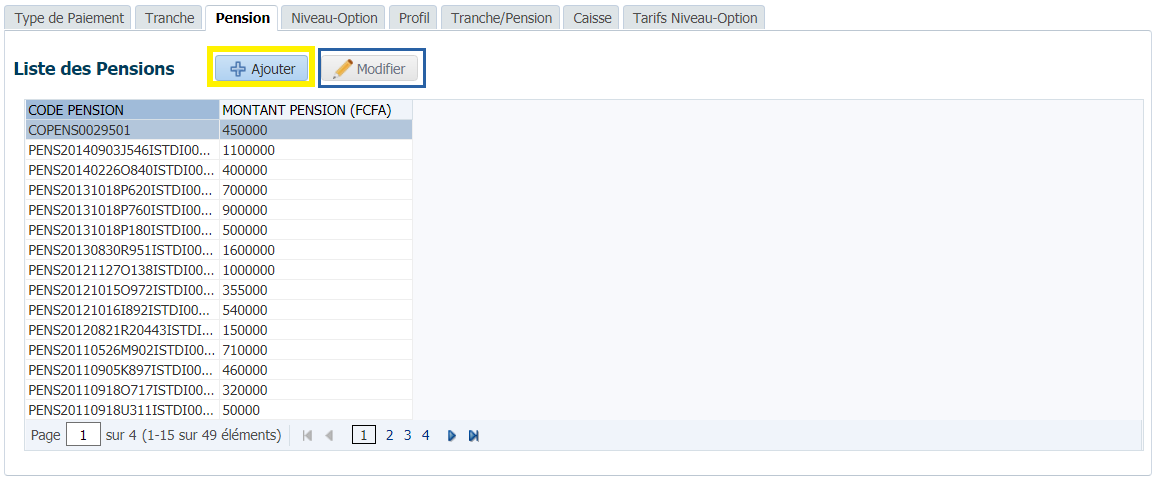 Type de Paiement Tranche Pension Niveau-Option Profil Tranche/Pension Caisse Tarifs Niveau-Option
Liste des Pensions Ajouter Modifier
CODE PENSION MONTANT PENSION (FCFA)
COPENS0029501 450000
PENS20140903J546ISTDI00... 1100000
PENS20140226O840ISTDI00... 400000
PENS20131018P620ISTDI00... 700000
PENS20131018P760ISTDI00... 900000
PENS20131018P180ISTDI00... 500000
PENS20130830R951ISTDI00... 1600000
PENS20121127O138ISTDI00... 1000000
PENS20121015O972ISTDI00... 355000
PENS20121016I892ISTDI00... 540000
PENS20120821R20443ISTDI... 150000
PENS20110526M902ISTDI00... 710000
PENS20110905K897ISTDI00... 460000
PENS20110918O717ISTDI00... 320000
PENS20110918U311ISTDI00... 50000
Page 1 sur 4 (1-15 sur 49 éléments) 1 2 3 4